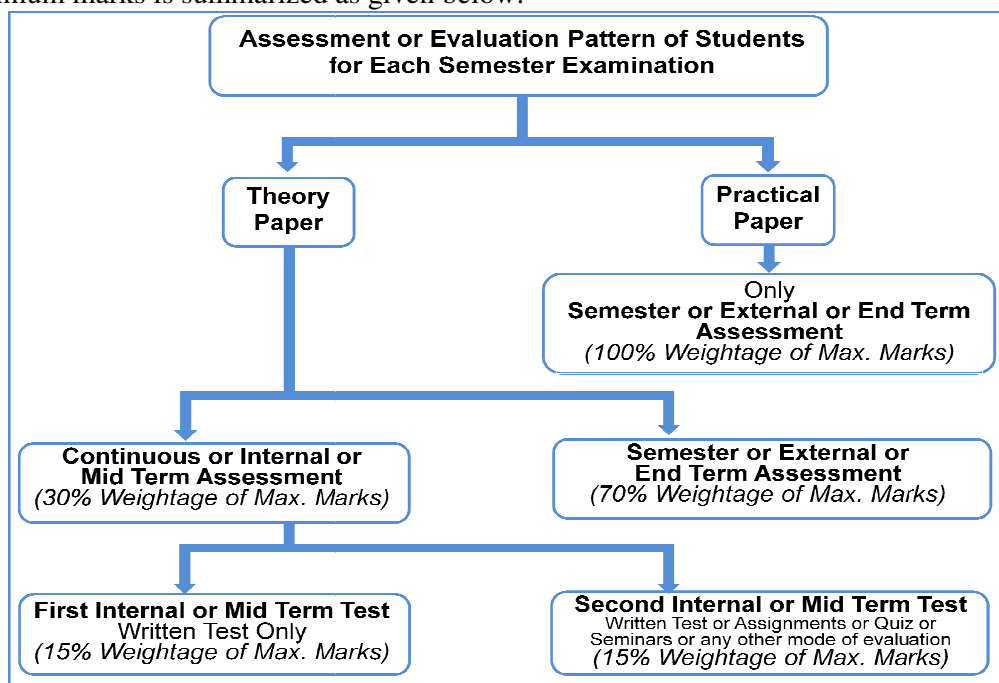 Assessment or Evaluation Pattern of Students
for Each Semester Examination
Theory
Paper
Practical
Paper
Only
Semester or External or End Term
Assessment
(100% Weightage of Max. Marks)
Continuous or Internal or
Mid Term Assessment
(30% Weightage of Max. Marks)
Semester or External or
End Term Assessment
(70% Weightage of Max. Marks)
First Internal or Mid Term Test
Written Test Only
(15% Weightage of Max. Marks)
Second Internal or Mid Term Test
Written Test or Assignments or Quiz or
Seminars or any other mode of evaluation
(15% Weightage of Max. Marks)